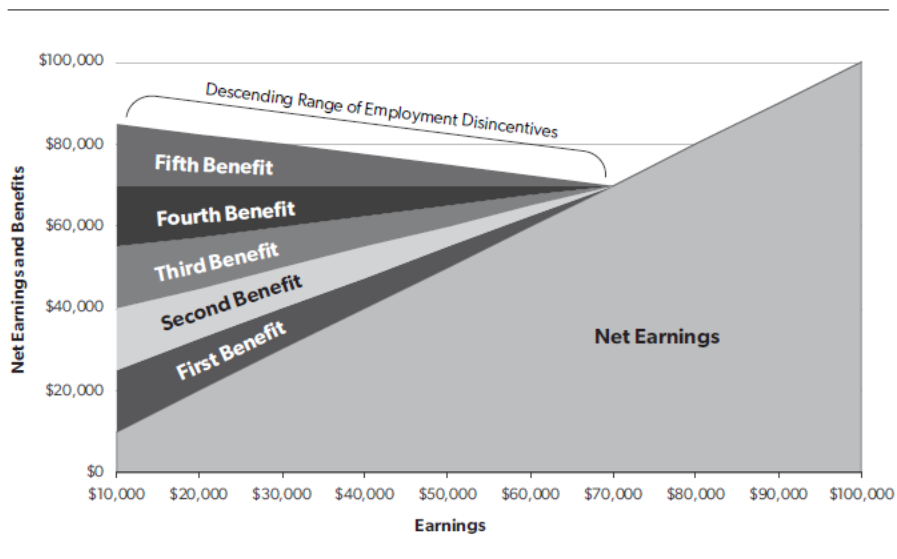 $100,000
Descending Range of Employment Disincentives
$80,000
Fifth Benefit
Fourth Benefit
$60,000
Third Benefit
Second Benefit
$40,000
First Benefit
Net Earnings
$20,000
$0
Net Earnings and Benefits
$10,000 $20,000 $30,000 $40,000 $50,000 $60,000 $70,000 $80,000 $90,000 $100,000
Earnings